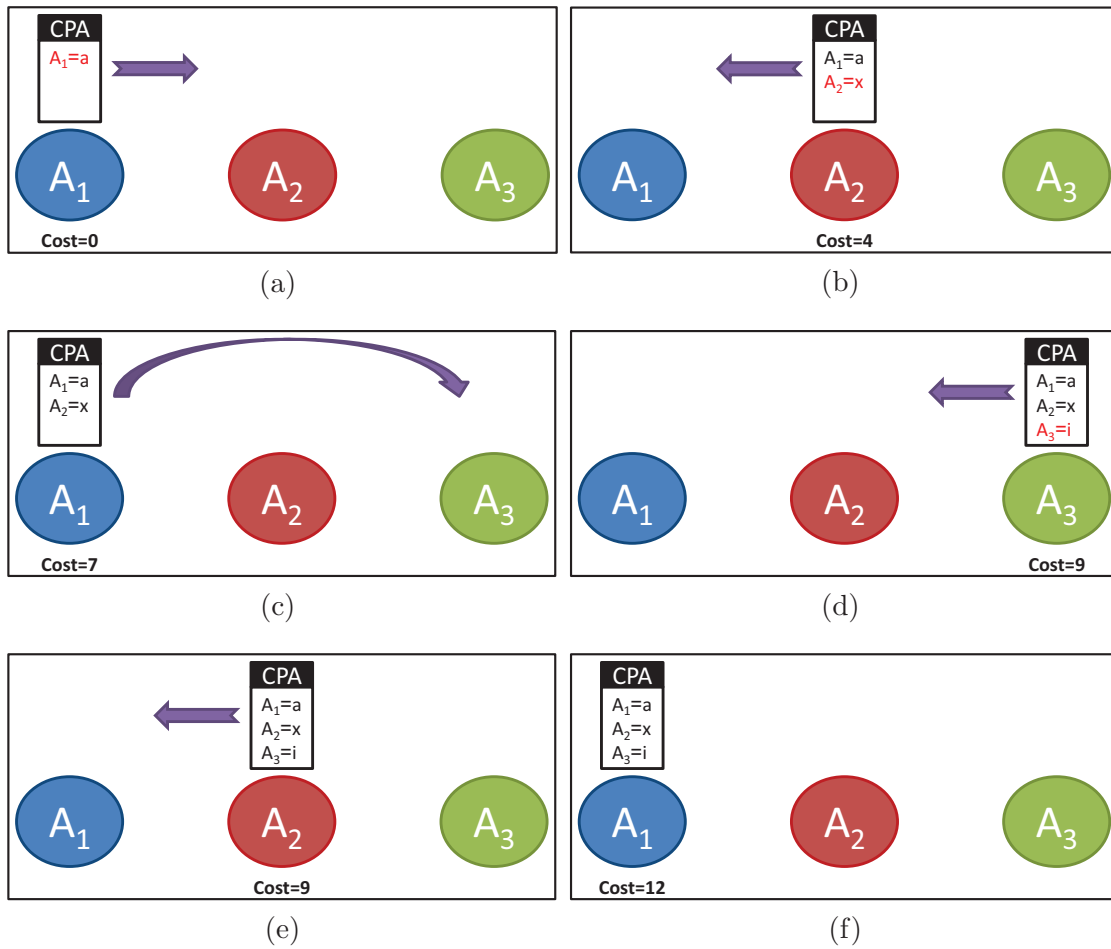 CPA
A₁=a
A₁
A₂
A₃
Cost=0
(a)
CPA
A₁=a
A₂=x
A₁
A₂
A₃
Cost=4
(b)
CPA
A₁=a
A₂=x
A₁
A₂
A₃
Cost=7
(c)
CPA
A₁=a
A₂=x
A₃=i
A₁
A₂
A₃
Cost=9
(d)
CPA
A₁=a
A₂=x
A₃=i
A₁
A₂
A₃
Cost=9
(e)
CPA
A₁=a
A₂=x
A₃=i
A₁
A₂
A₃
Cost=12
(f)